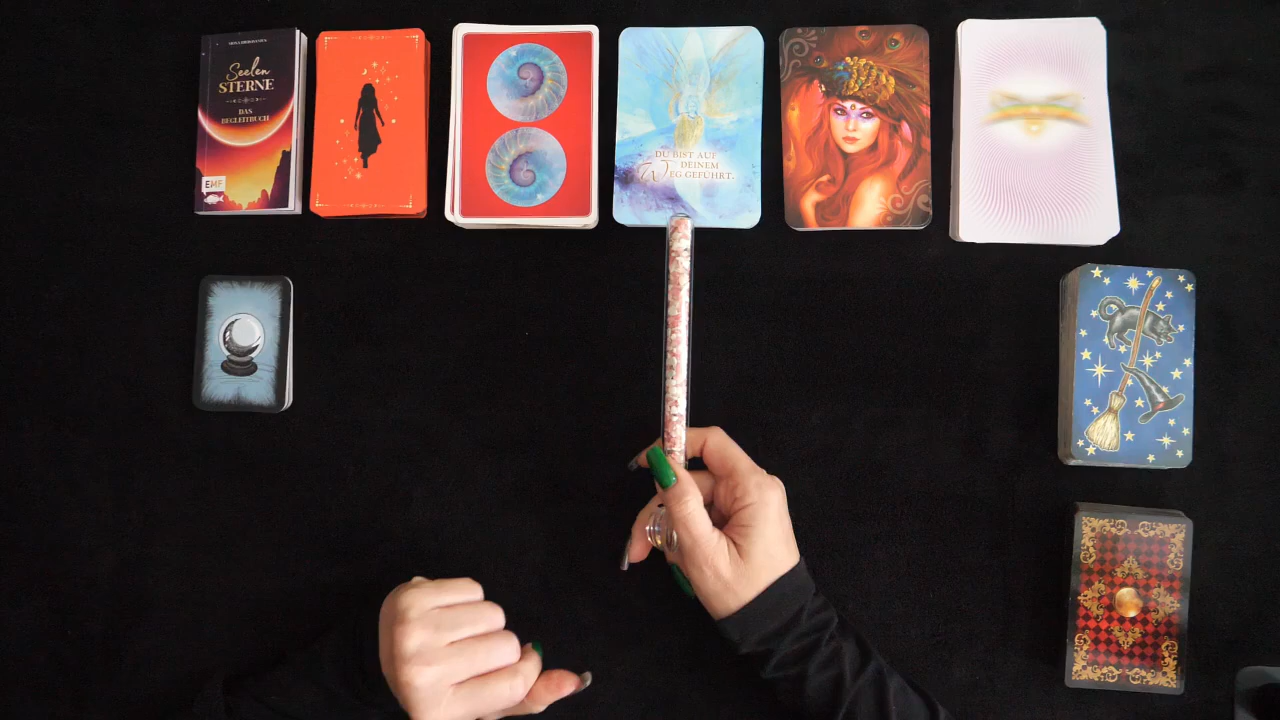 Seelen
STERNE
DAS
BEGLEITBUCH
EMF
DU BIST AUF
DEINEM
WEG GEFÜHRT.